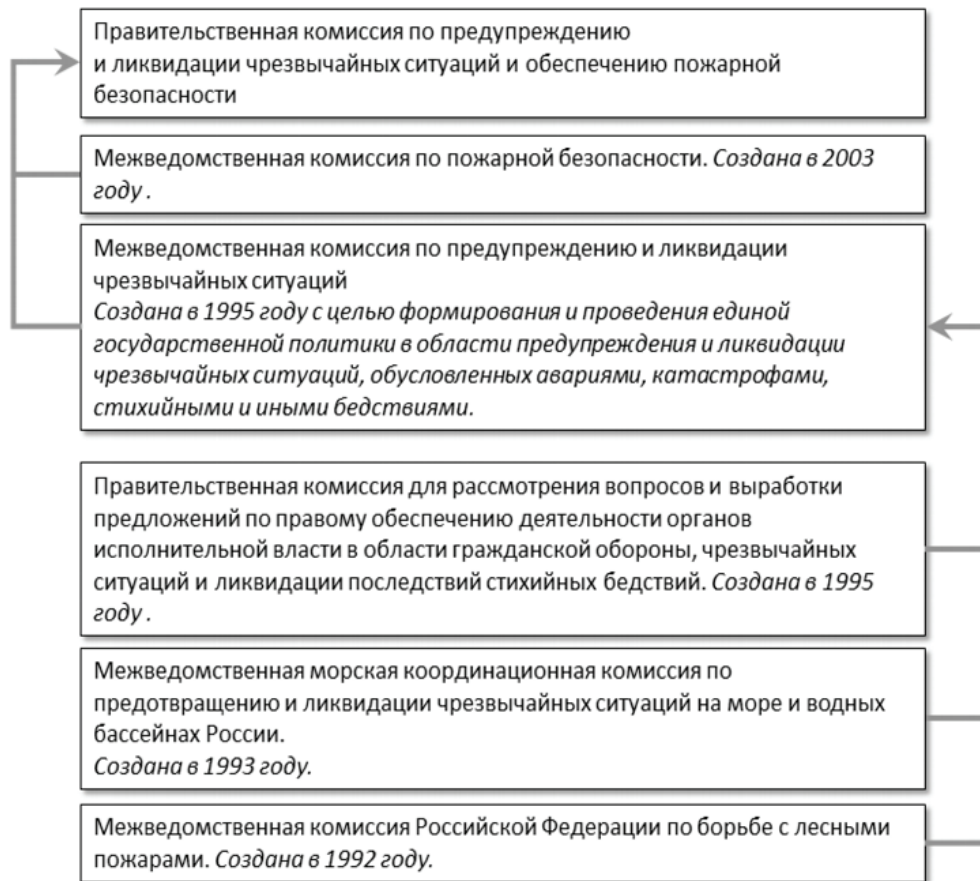 Правительственная комиссия по предупреждению
и ликвидации чрезвычайных ситуаций и обеспечению пожарной
безопасности
Межведомственная комиссия по пожарной безопасности. Создана в 2003
году .
Межведомственная комиссия по предупреждению и ликвидации
чрезвычайных ситуаций
Создана в 1995 году с целью формирования и проведения единой
государственной политики в области предупреждения и ликвидации
чрезвычайных ситуаций, обусловленных авариями, катастрофами,
стихийными и иными бедствиями.
Правительственная комиссия для рассмотрения вопросов и выработки
предложений по правому обеспечению деятельности органов
исполнительной власти в области гражданской обороны, чрезвычайных
ситуаций и ликвидации последствий стихийных бедствий. Создана в 1995
году .
Межведомственная морская координационная комиссия по
предотвращению и ликвидации чрезвычайных ситуаций на море и водных
бассейнах России.
Создана в 1993 году.
Межведомственная комиссия Российской Федерации по борьбе с лесными
пожарами. Создана в 1992 году.